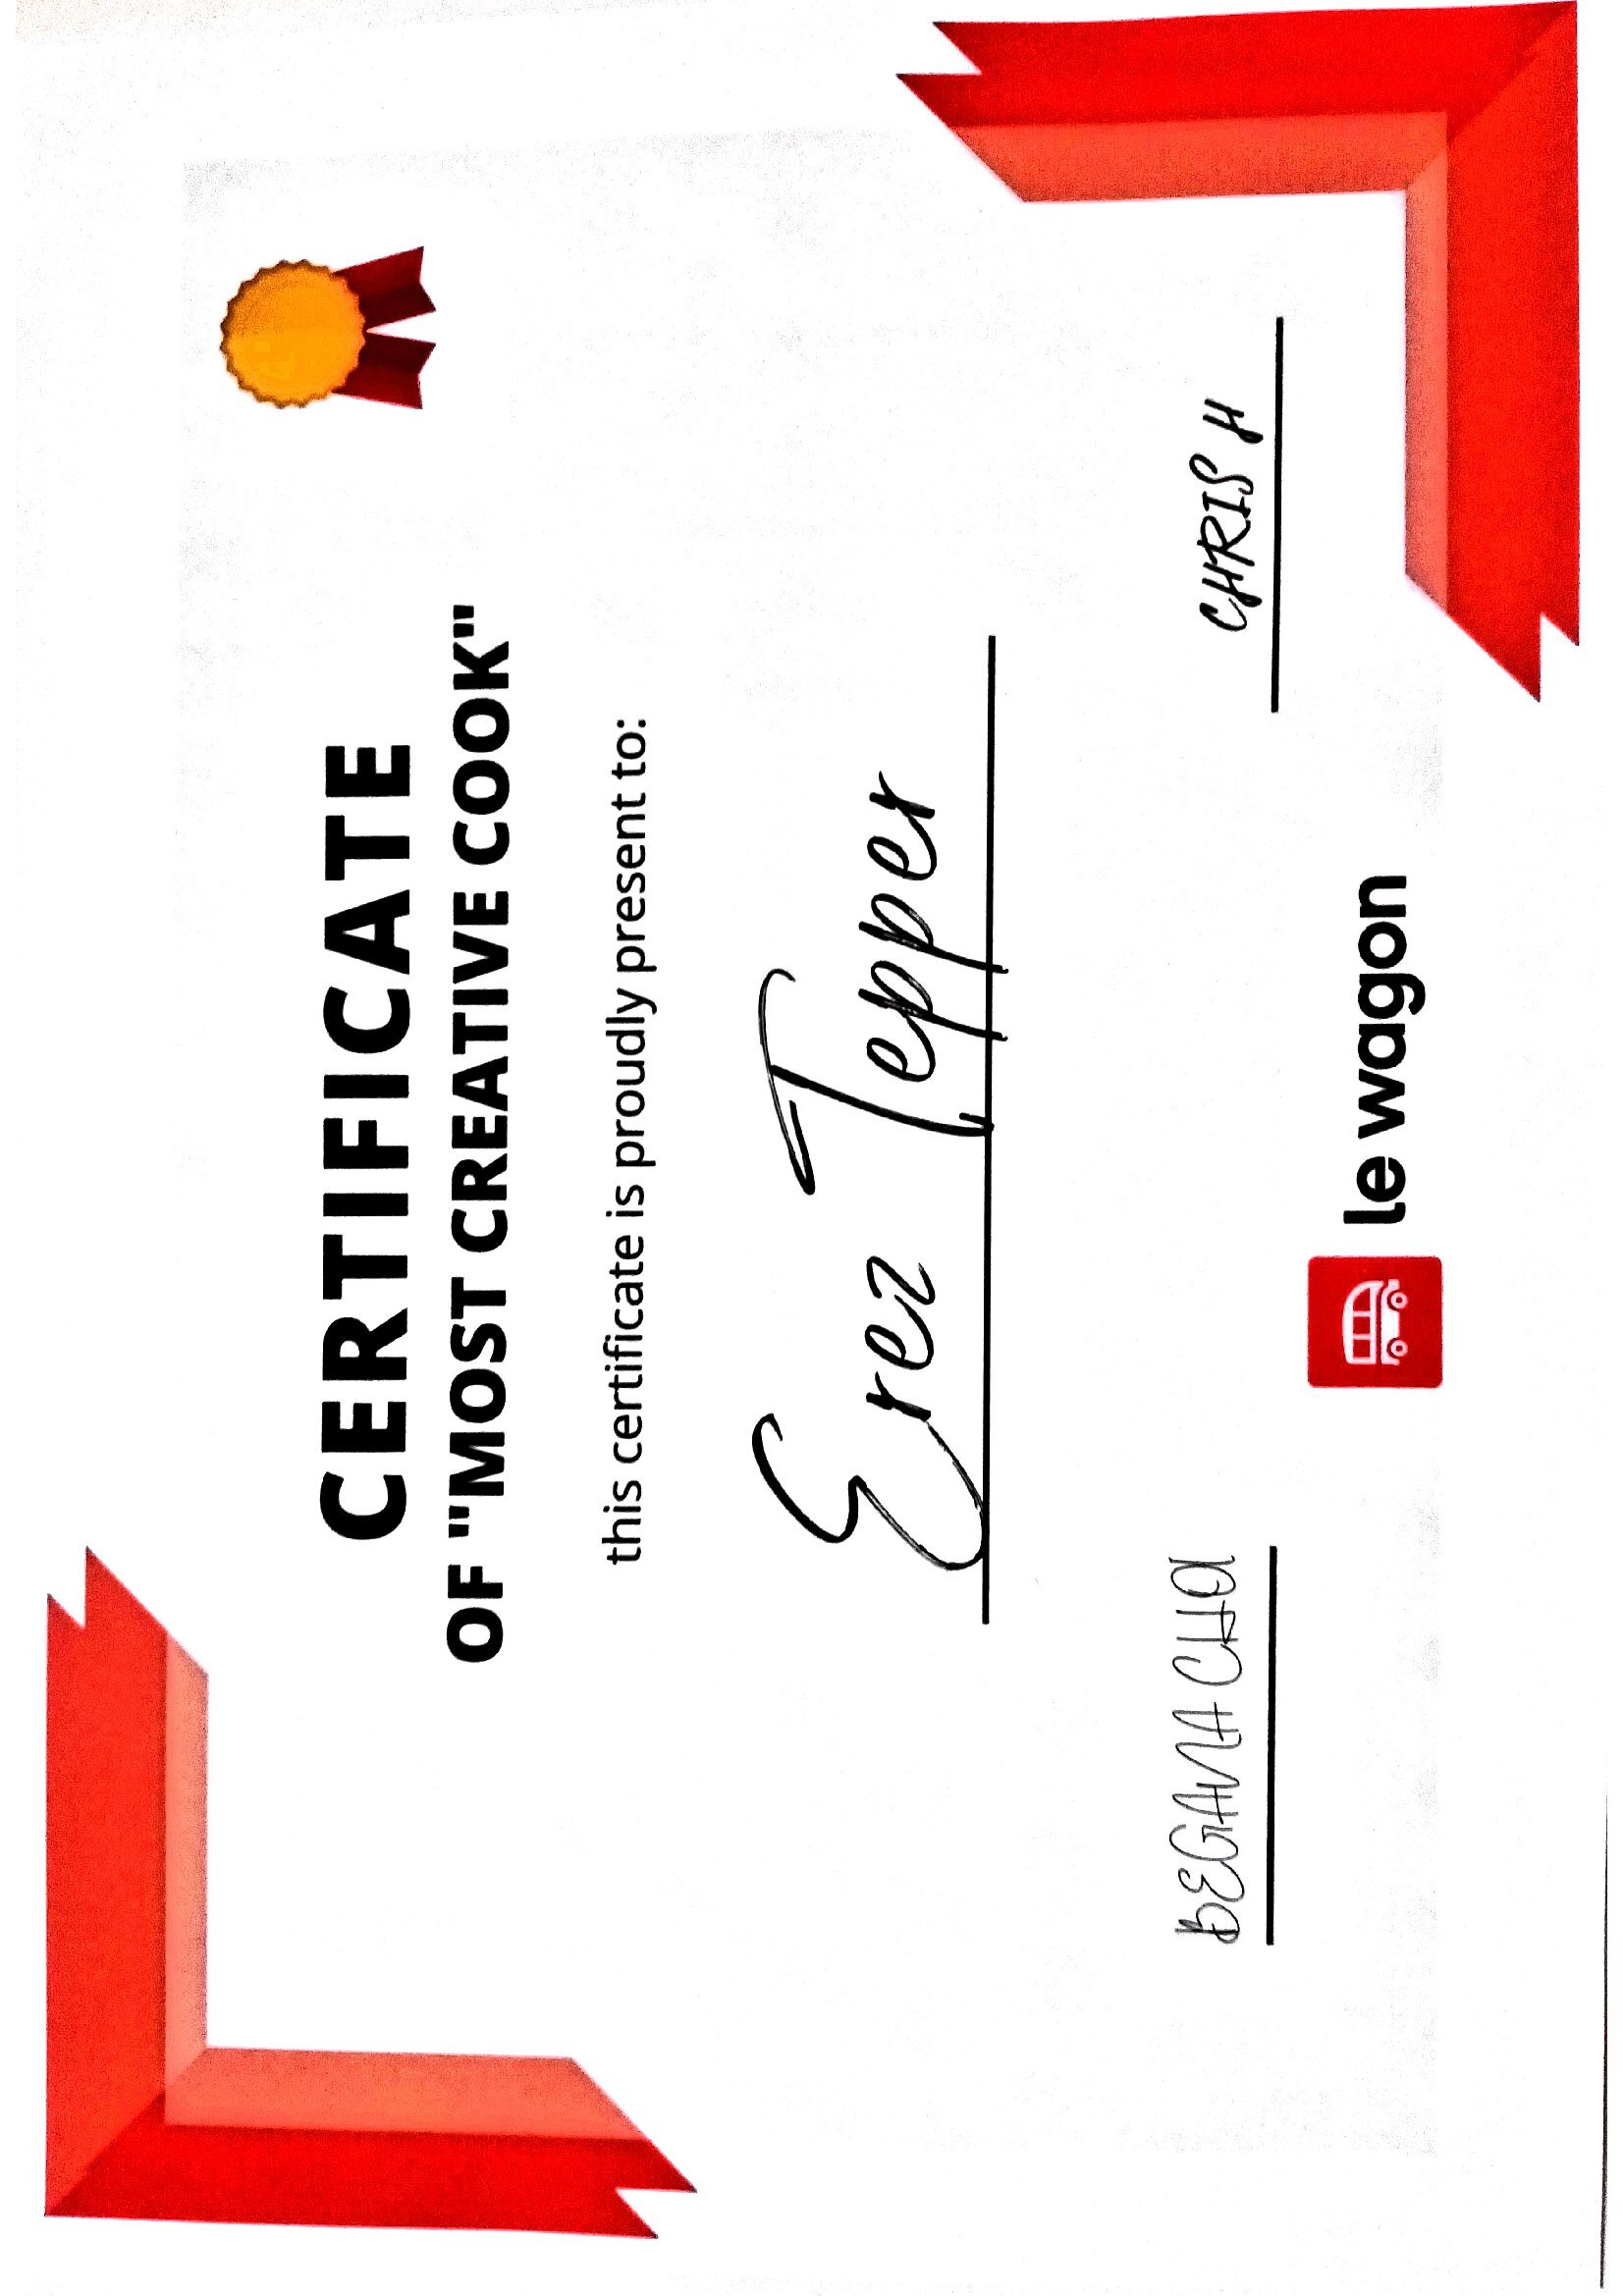 CERTIFICATE
OF "MOST CREATIVE COOK"
this certificate is proudly present to:
Erez Tepper
BEGANA CHOI
CHRIS H
le wagon